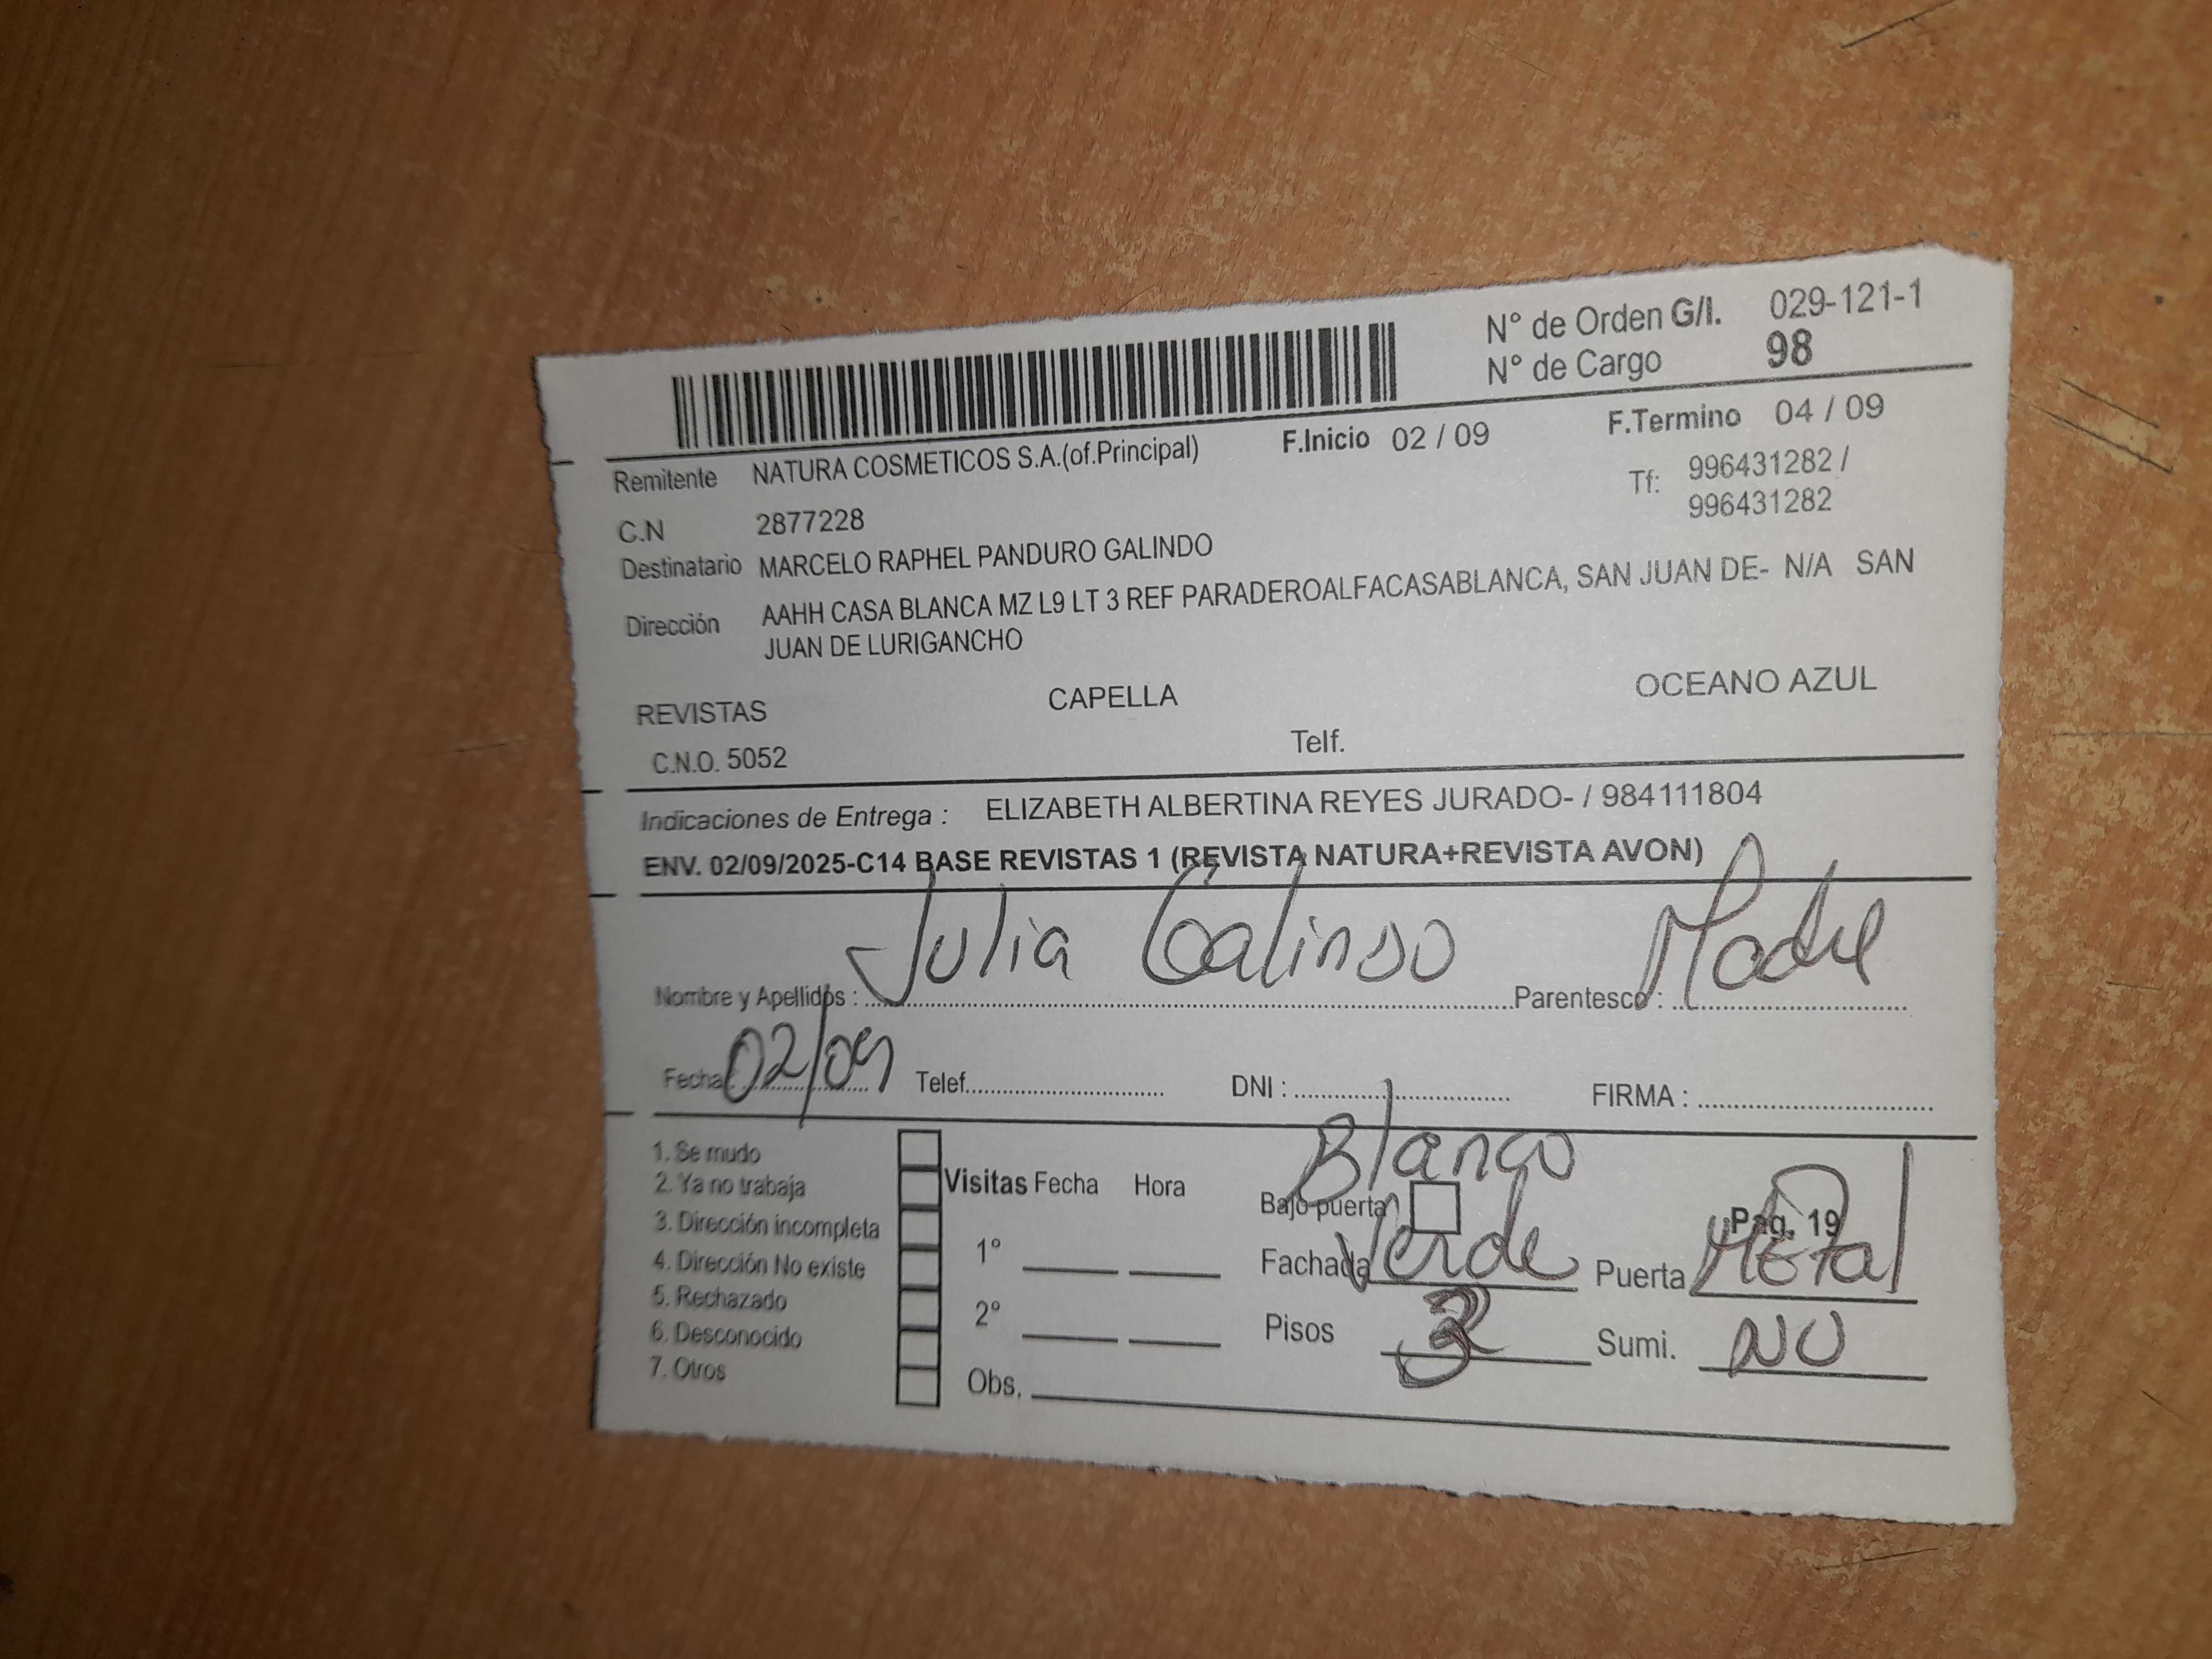 N° de Orden G/I. 029-121-1
N° de Cargo 98
F.Inicio 02 / 09 F.Termino 04 / 09
Remitente NATURA COSMETICOS S.A.(of.Principal)
Tf: 996431282 /
996431282
C.N 2877228
Destinatario MARCELO RAPHEL PANDURO GALINDO
Dirección AAHH CASA BLANCA MZ L9 LT 3 REF PARADEROALFACASABLANCA, SAN JUAN DE- N/A SAN
JUAN DE LURIGANCHO
REVISTAS CAPELLA OCEANO AZUL
C.N.O. 5052 Telf.
Indicaciones de Entrega : ELIZABETH ALBERTINA REYES JURADO- / 984111804
ENV. 02/09/2025-C14 BASE REVISTAS 1 (REVISTA NATURA+REVISTA AVON)
Nombre y Apellidos : Julia Galindo Parentesco : Madre
Fecha: 02/09 Telef. DNI : FIRMA :
1. Se mudo
2. Ya no trabaja
3. Dirección incompleta
4. Dirección No existe
5. Rechazado
6. Desconocido
7. Otros
Visitas Fecha Hora
1°
2°
Obs.
Blanco
Bajo puerta Pag. 19
Fachada Verde Puerta Metal
Pisos Sumi. NO